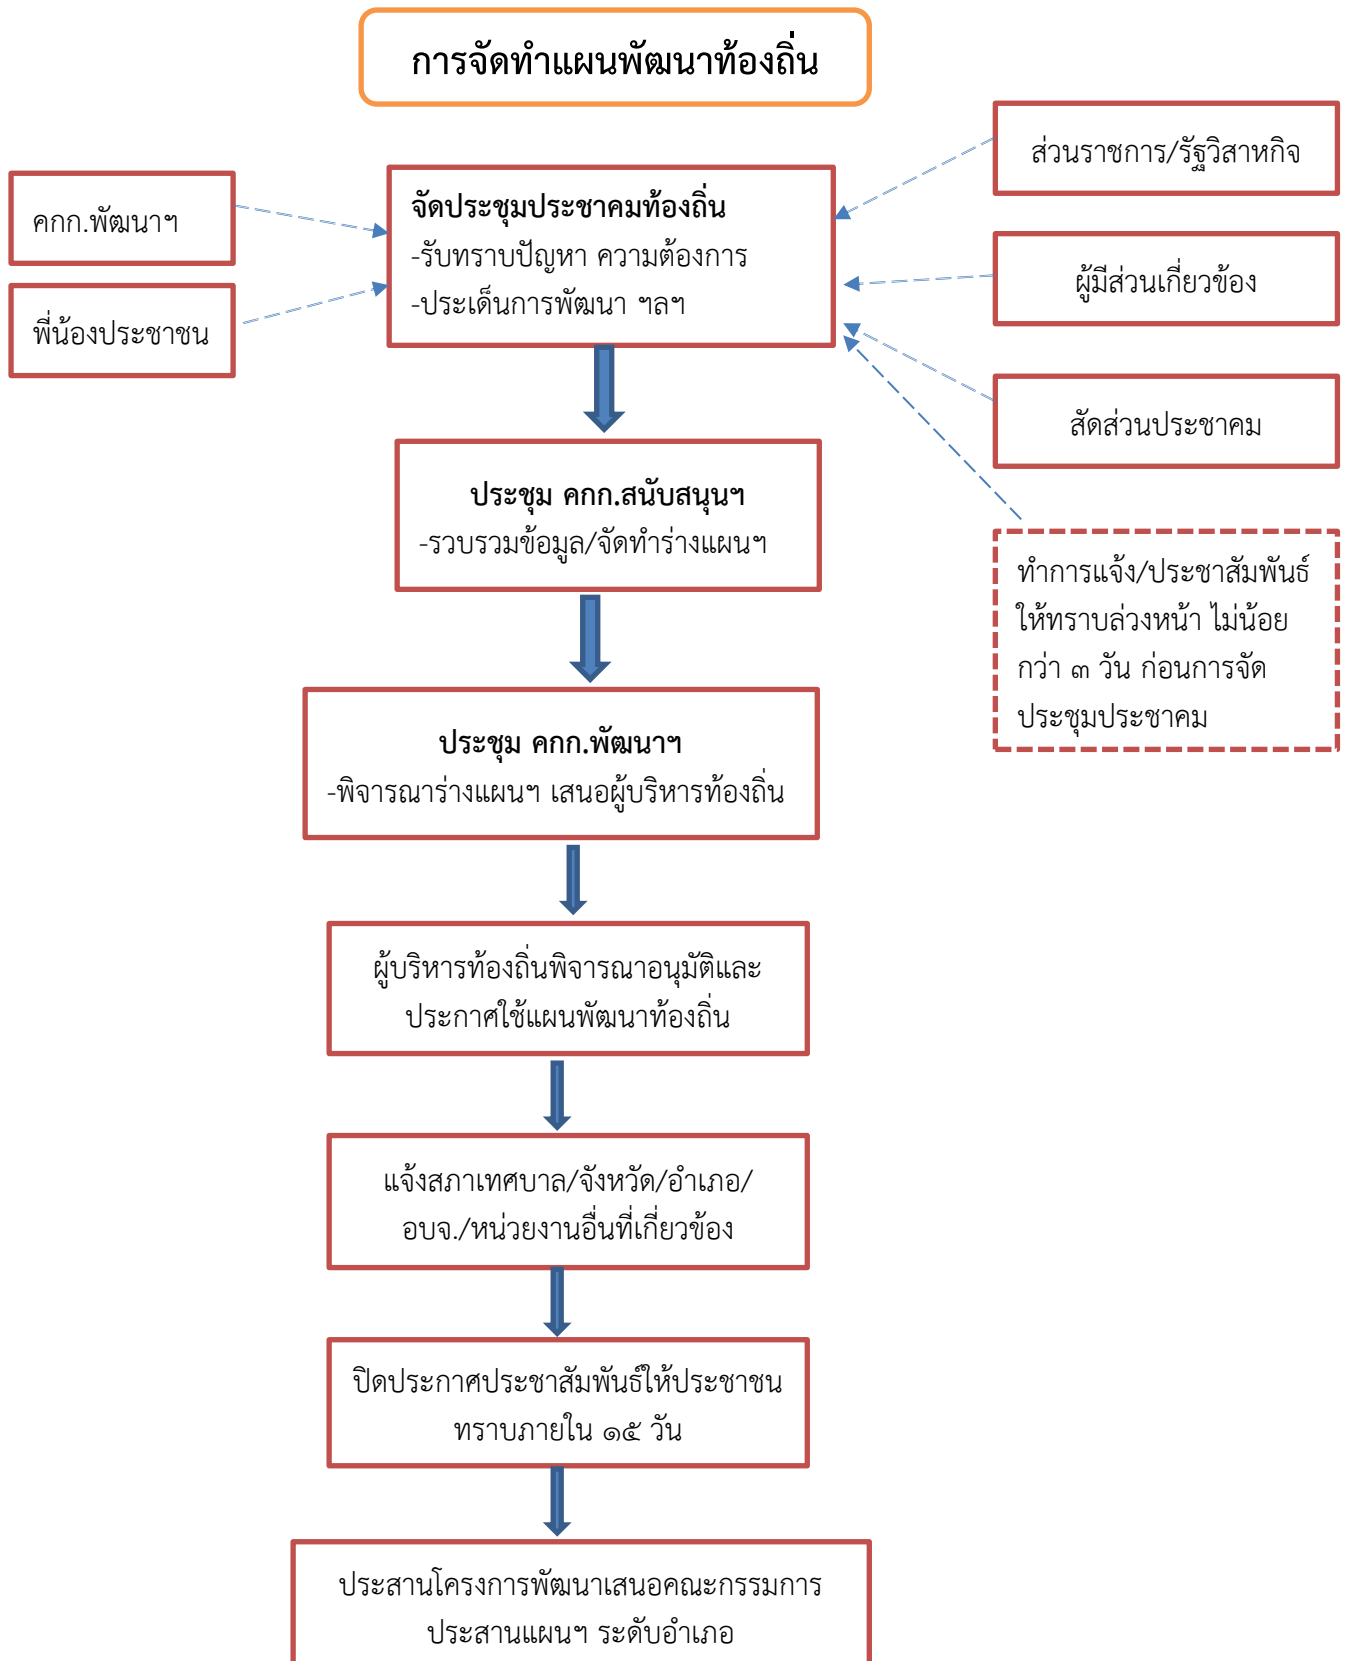 การจัดทำแผนพัฒนาท้องถิ่น
ส่วนราชการ/รัฐวิสาหกิจ
คกก.พัฒนาฯ
จัดประชุมประชาคมท้องถิ่น
-รับทราบปัญหา ความต้องการ
-ประเด็นการพัฒนา ฯลฯ
ผู้มีส่วนเกี่ยวข้อง
พี่น้องประชาชน
สัดส่วนประชาคม
ประชุม คกก.สนับสนุนฯ
-รวบรวมข้อมูล/จัดทำร่างแผนฯ
ทำการแจ้ง/ประชาสัมพันธ์
ให้ทราบล่วงหน้า ไม่น้อย
กว่า ๓ วัน ก่อนการจัด
ประชุมประชาคม
ประชุม คกก.พัฒนาฯ
-พิจารณาร่างแผนฯ เสนอผู้บริหารท้องถิ่น
ผู้บริหารท้องถิ่นพิจารณาอนุมัติและ
ประกาศใช้แผนพัฒนาท้องถิ่น
แจ้งสภาเทศบาล/จังหวัด/อำเภอ/
อบจ./หน่วยงานอื่นที่เกี่ยวข้อง
ปิดประกาศประชาสัมพันธ์ให้ประชาชน
ทราบภายใน ๑๕ วัน
ประสานโครงการพัฒนาเสนอคณะกรรมการ
ประสานแผนฯ ระดับอำเภอ